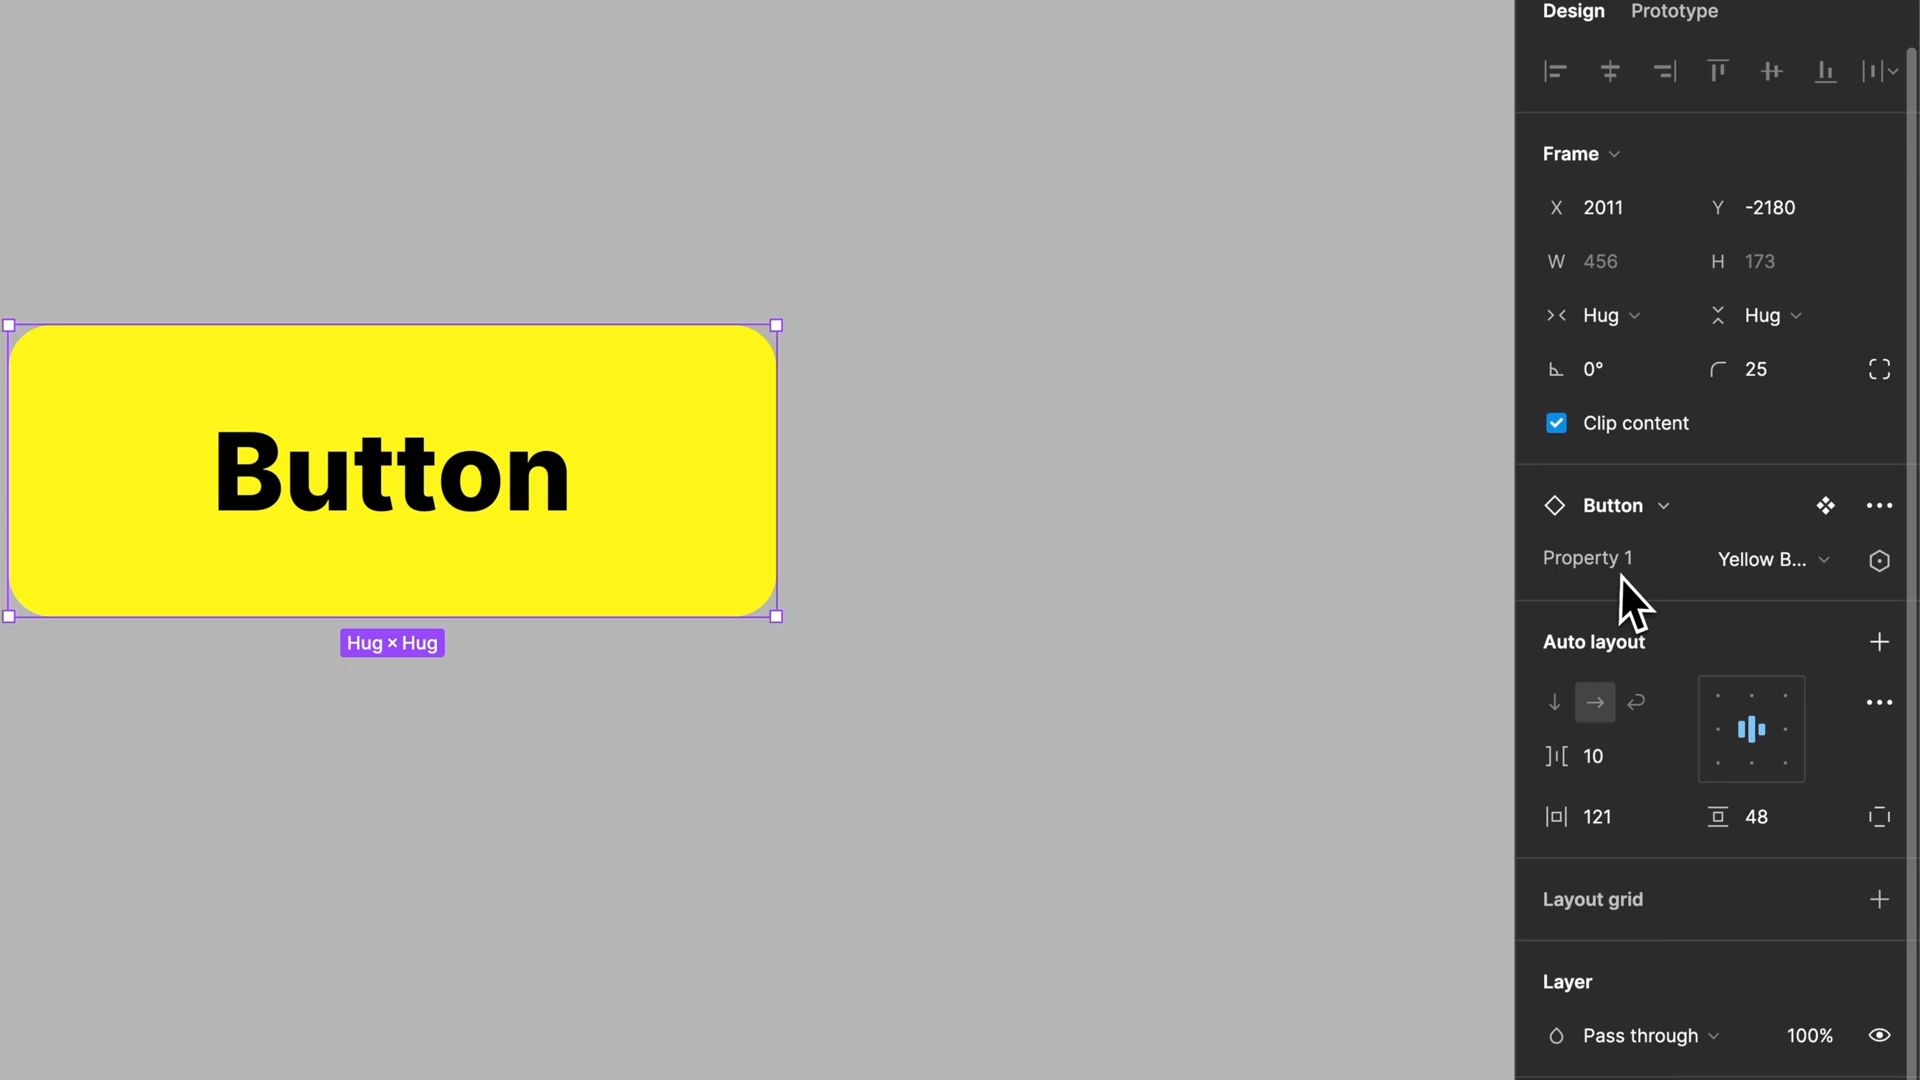 Design Prototype
Frame
X 2011 Y -2180
W 456 H 173
Hug Hug
0° 25
Clip content
Button
Button
Property 1 Yellow B...
Hug × Hug
Auto layout
10
121 48
Layout grid
Layer
Pass through 100%